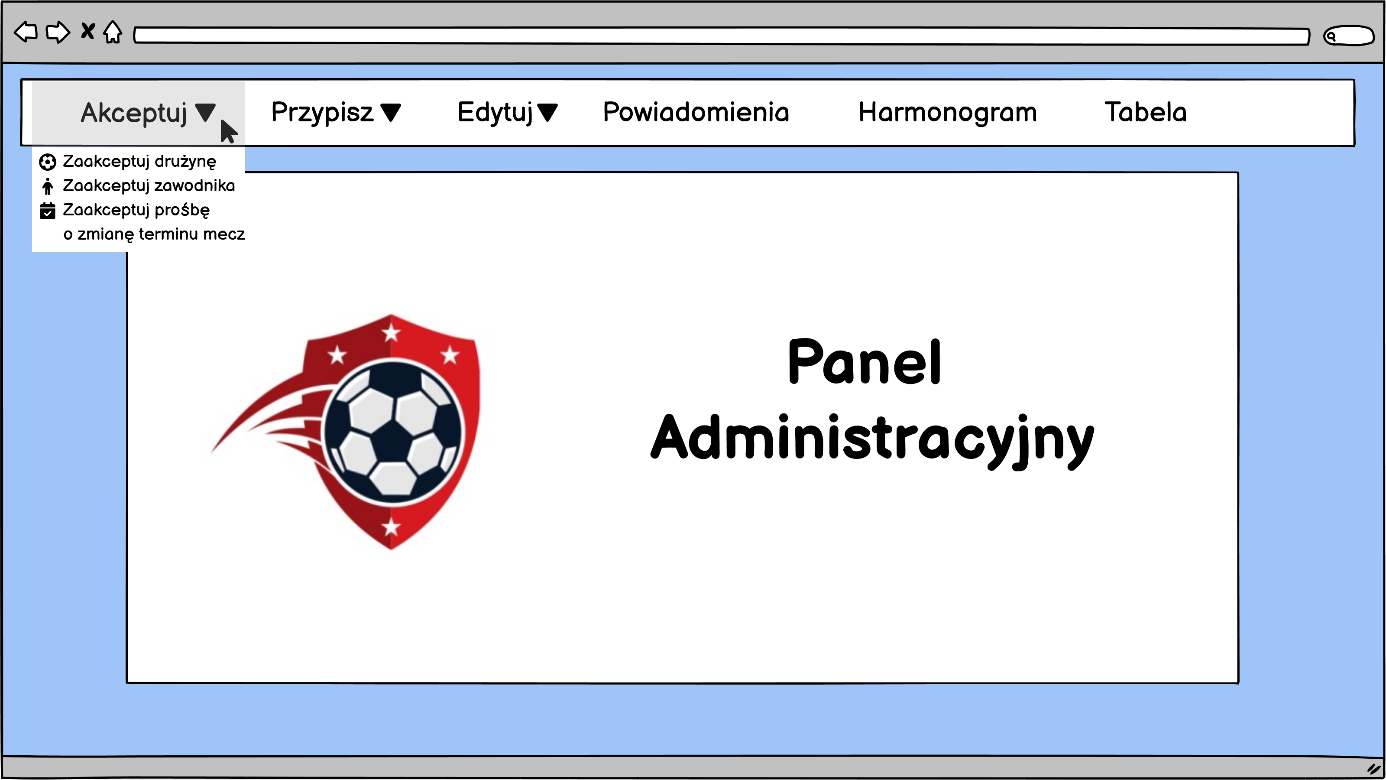 Akceptuj Przypisz Edytuj Powiadomienia Harmonogram Tabela
Zaakceptuj drużynę
Zaakceptuj zawodnika
Zaakceptuj prośbę
o zmianę terminu mecz
Panel
Administracyjny